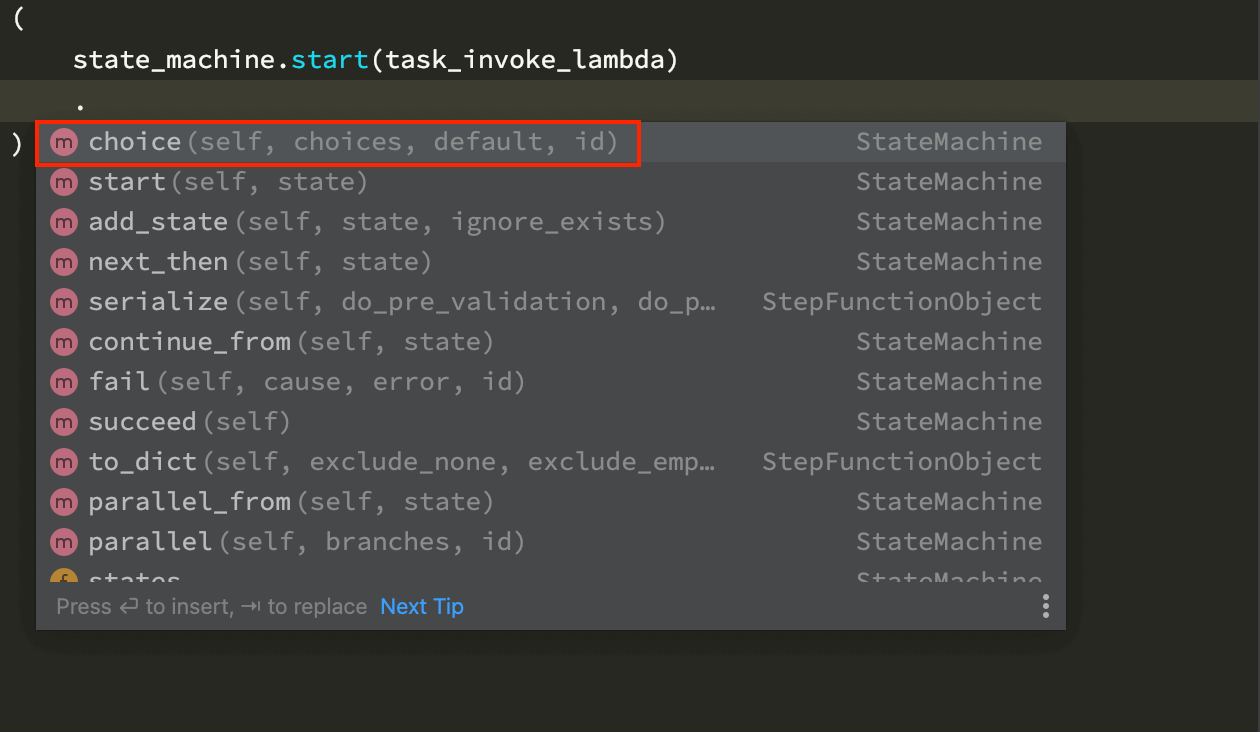 (
state_machine.start(task_invoke_lambda)
.
)
m choice(self, choices, default, id) StateMachine
m start(self, state) StateMachine
m add_state(self, state, ignore_exists) StateMachine
m next_then(self, state) StateMachine
m serialize(self, do_pre_validation, do_p… StepFunctionObject
m continue_from(self, state) StateMachine
m fail(self, cause, error, id) StateMachine
m succeed(self) StateMachine
m to_dict(self, exclude_none, exclude_emp… StepFunctionObject
m parallel_from(self, state) StateMachine
m parallel(self, branches, id) StateMachine
f states StateMachine
Press ↵ to insert, →| to replace Next Tip